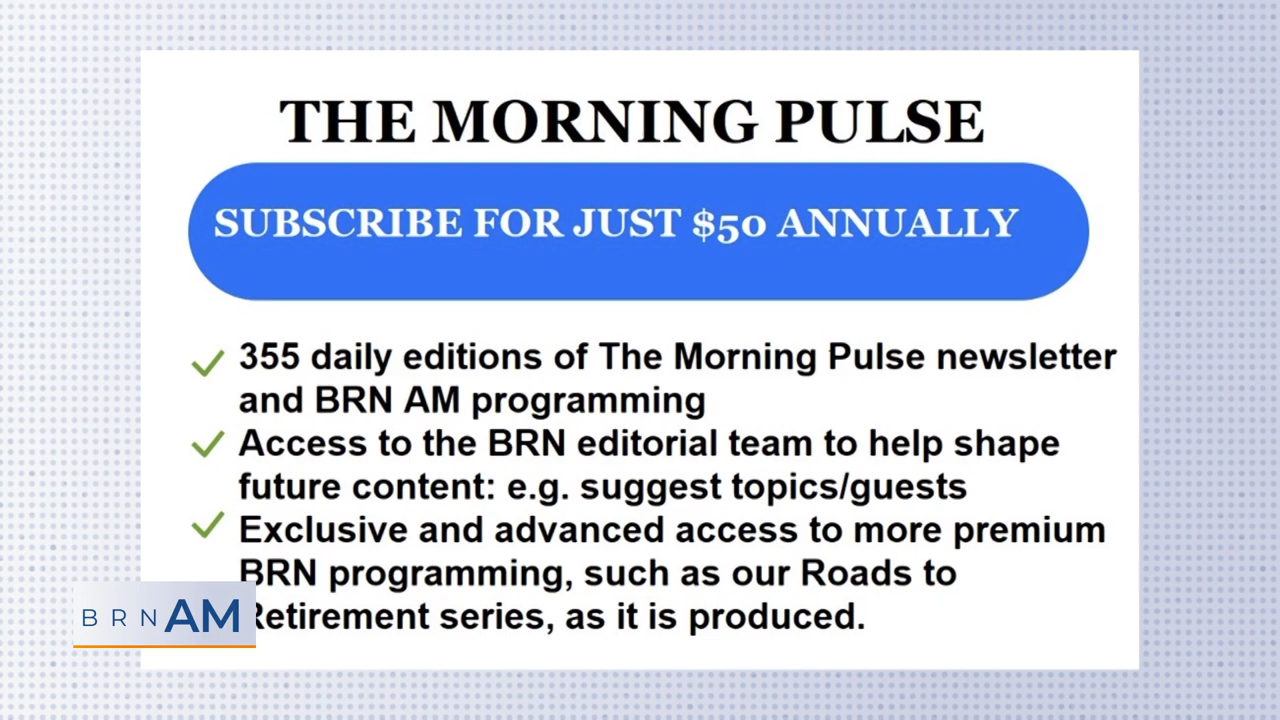 THE MORNING PULSE
SUBSCRIBE FOR JUST $50 ANNUALLY
355 daily editions of The Morning Pulse newsletter
and BRN AM programming
Access to the BRN editorial team to help shape
future content: e.g. suggest topics/guests
Exclusive and advanced access to more premium
BRN programming, such as our Roads to
Retirement series, as it is produced.
BRN AM